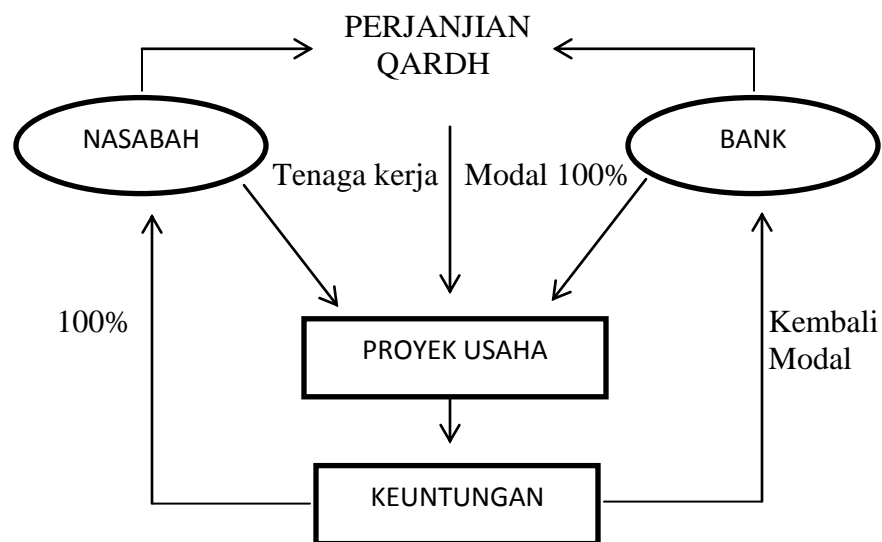 PERJANJIAN
QARDH
NASABAH
BANK
Tenaga kerja
Modal 100%
100%
PROYEK USAHA
Kembali
Modal
KEUNTUNGAN